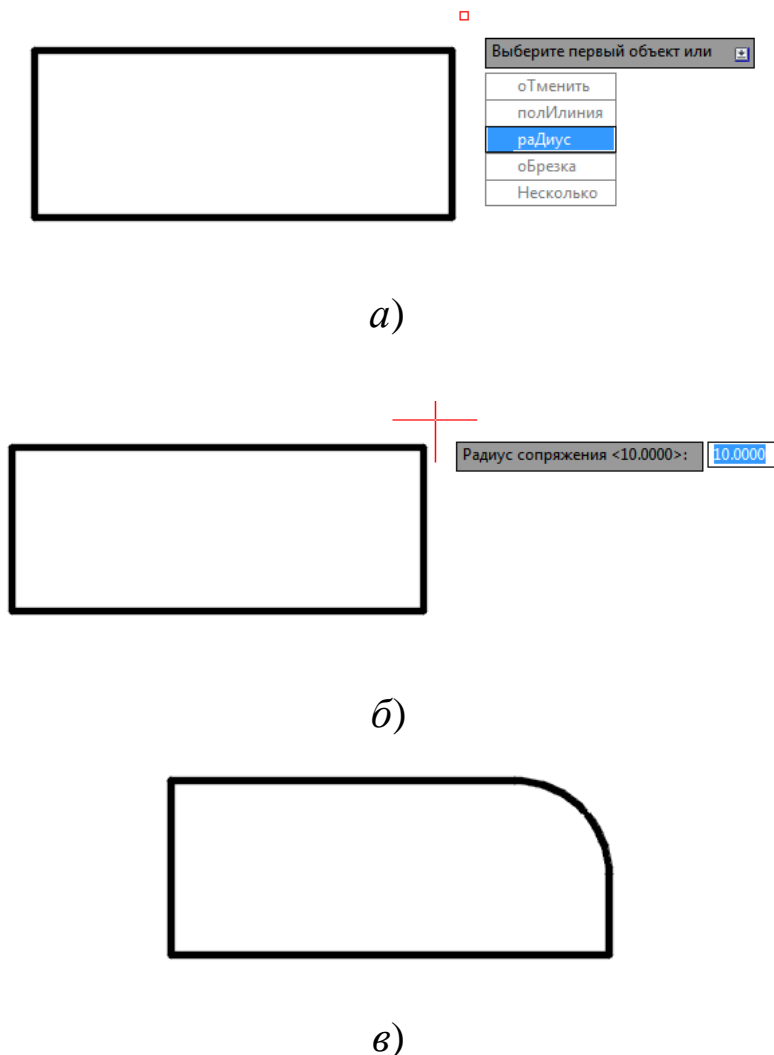 Выберите первый объект или
оТменить
полИлиния
раДиус
оБрезка
Несколько
а)
Радиус сопряжения <10.0000>: 10.0000
б)
в)